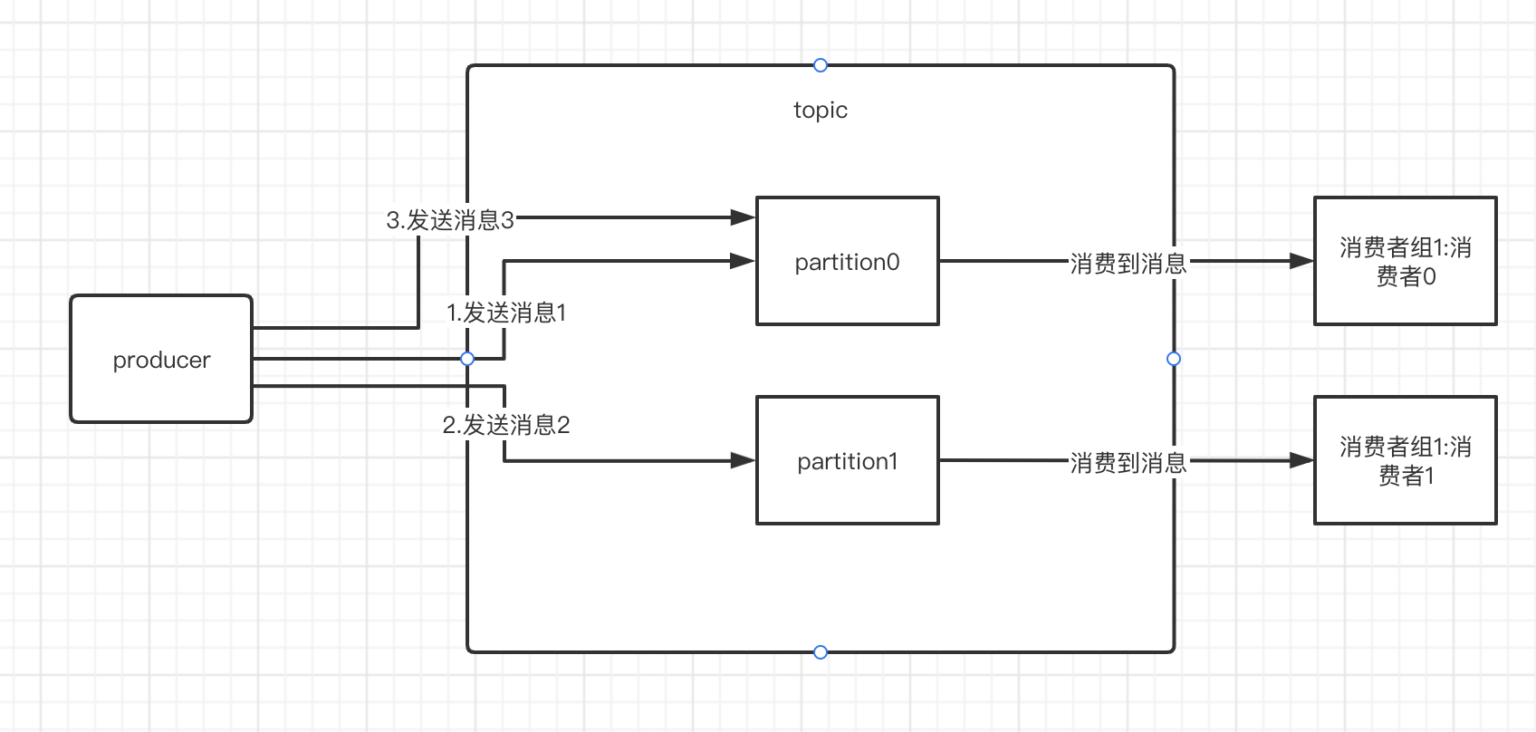 topic
3.发送消息3
partition0
消费到消息
消费者组1:消
费者0
1.发送消息1
producer
2.发送消息2
partition1
消费到消息
消费者组1:消
费者1